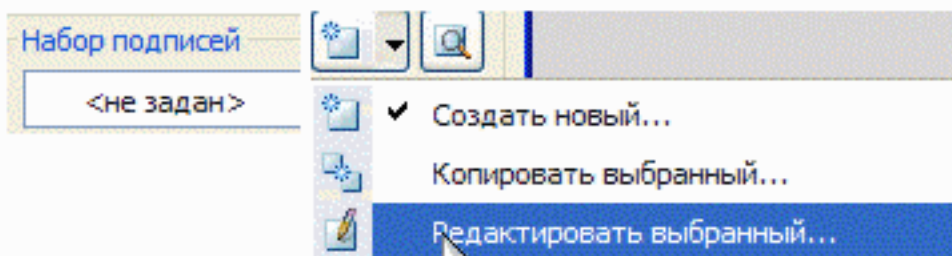 Набор подписей
<не задан>
Создать новый...
Копировать выбранный...
Редактировать выбранный...